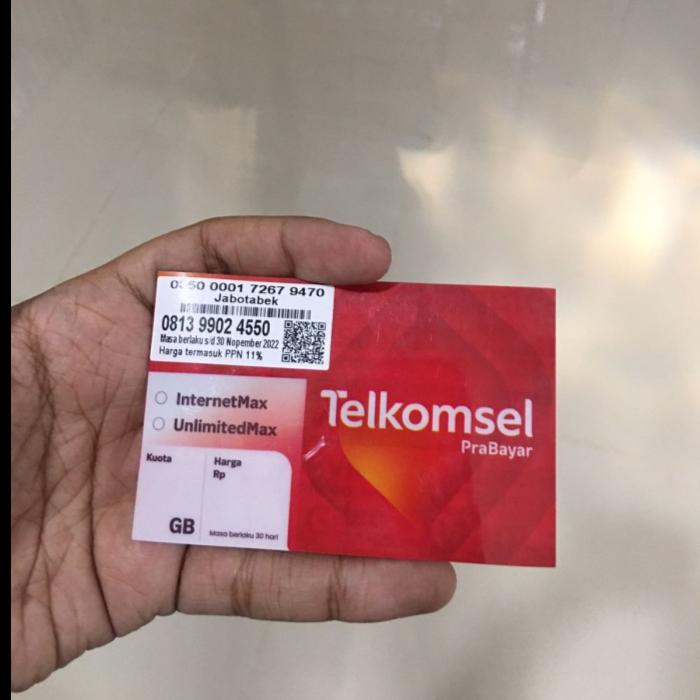 0350 0001 7267 9470
Jabotabek
0813 9902 4550
Masa berlaku s/d 30 Nopember 2022
Harga termasuk PPN 11%
InternetMax
UnlimitedMax
Kuota
Harga
Rp
GB
Masa berlaku 30 hari
Telkomsel
PraBayar